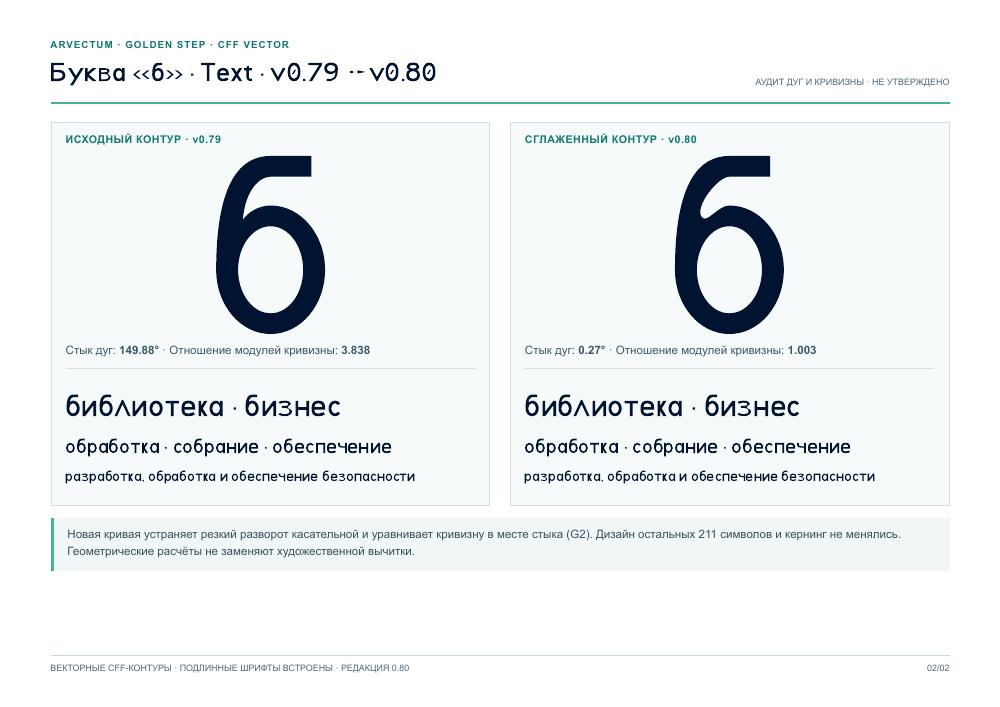 ARVECTUM · GOLDEN STEP · CFF VECTOR
Буква «б» · Text · v0.79 → v0.80
АУДИТ ДУГ И КРИВИЗНЫ · НЕ УТВЕРЖДЕНО
ИСХОДНЫЙ КОНТУР · v0.79
б
Стык дуг: 149.88° · Отношение модулей кривизны: 3.838
библиотека · бизнес
обработка · собрание · обеспечение
разработка, обработка и обеспечение безопасности
СГЛАЖЕННЫЙ КОНТУР · v0.80
б
Стык дуг: 0.27° · Отношение модулей кривизны: 1.003
библиотека · бизнес
обработка · собрание · обеспечение
разработка, обработка и обеспечение безопасности
Новая кривая устраняет резкий разворот касательной и уравнивает кривизну в месте стыка (G2). Дизайн остальных 211 символов и кернинг не менялись.
Геометрические расчёты не заменяют художественной вычитки.
ВЕКТОРНЫЕ CFF-КОНТУРЫ · ПОДЛИННЫЕ ШРИФТЫ ВСТРОЕНЫ · РЕДАКЦИЯ 0.80
02/02